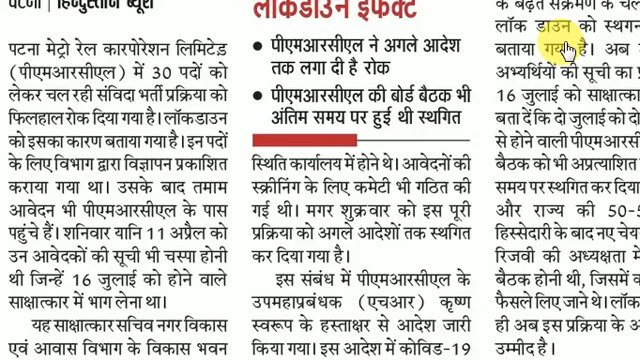 पटना | हिन्दुस्तान ब्यूरो
पटना मेट्रो रेल कारपोरेशन लिमिटेड़
(पीएमआरसीएल) में 30 पदों को
लेकर चल रही संविदा भर्ती प्रक्रिया को
फिलहाल रोक दिया गया है। लॉकडाउन
को इसका कारण बताया गया है। इन पदों
के लिए विभाग द्वारा विज्ञापन प्रकाशित
कराया गया था। उसके बाद तमाम
आवेदन भी पीएमआरसीएल के पास
पहुंचे हैं। शनिवार यानि 11 अप्रैल को
उन आवेदकों की सूची भी चस्पा होनी
थी जिन्हें 16 जुलाई को होने वाले
साक्षात्कार में भाग लेना था।
यह साक्षात्कार सचिव नगर विकास
एवं आवास विभाग के विकास भवन
लॉकडाउन इफेक्ट
• पीएमआरसीएल ने अगले आदेश
तक लगा दी है रोक
• पीएमआरसीएल की बोर्ड बैठक भी
अंतिम समय पर हुई थी स्थगित
स्थिति कार्यालय में होने थे। आवेदनों की
स्क्रीनिंग के लिए कमेटी भी गठित की
गई थी। मगर शुक्रवार को इस पूरी
प्रक्रिया को अगले आदेशों तक स्थगित
कर दिया गया है।
इस संबंध में पीएमआरसीएल के
उपमहाप्रबंधक (एचआर) कृष्ण
स्वरूप के हस्ताक्षर से आदेश जारी
किया गया। इस आदेश में कोविड-19
के बढ़ते संक्रमण के चल
लॉक डाउन को स्थगन
बताया गया है। अब
अभ्यर्थियों की सूची का प्र
16 जुलाई को साक्षात्का
बता दें कि दो जुलाई को दो
से होने वाली पीएमआरसी
बैठक को भी अप्रत्याशित
समय पर स्थगित कर दिया
और राज्य की 50-5
हिस्सेदारी के बाद नए चेय
रिजवी की अध्यक्षता में
बैठक होनी थी, जिसमें क
फैसले लिए जाने थे। लॉक
ही अब इस प्रक्रिया के अ
उम्मीद है।